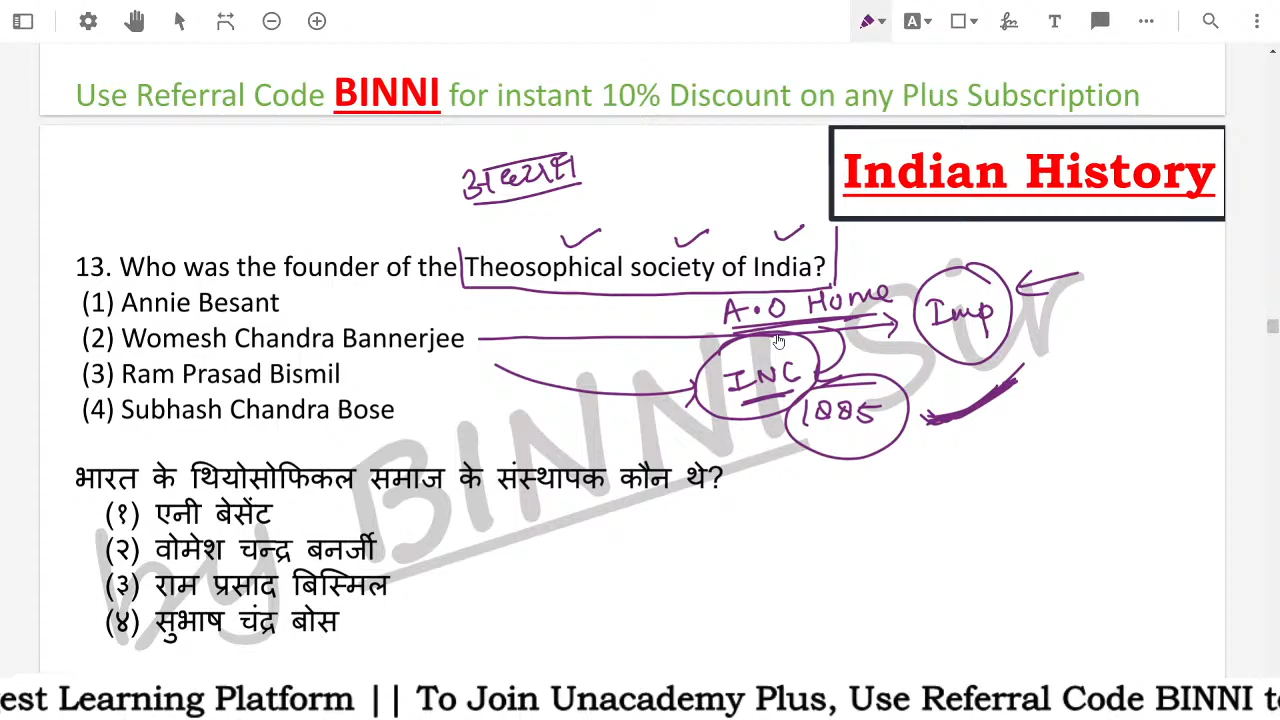 Use Referral Code BINNI for instant 10% Discount on any Plus Subscription
Indian History
अध्यक्ष
13. Who was the founder of the Theosophical society of India?
(1) Annie Besant
A.O Home
Imp
(2) Womesh Chandra Bannerjee
(3) Ram Prasad Bismil
INC
(4) Subhash Chandra Bose
1885
भारत के थियोसोफिकल समाज के संस्थापक कौन थे?
(१) एनी बेसेंट
(२) वोमेश चन्द्र बनर्जी
(३) राम प्रसाद बिस्मिल
(४) सुभाष चंद्र बोस
by BINNI Sir
est Learning Platform || To Join Unacademy Plus, Use Referral Code BINNI t